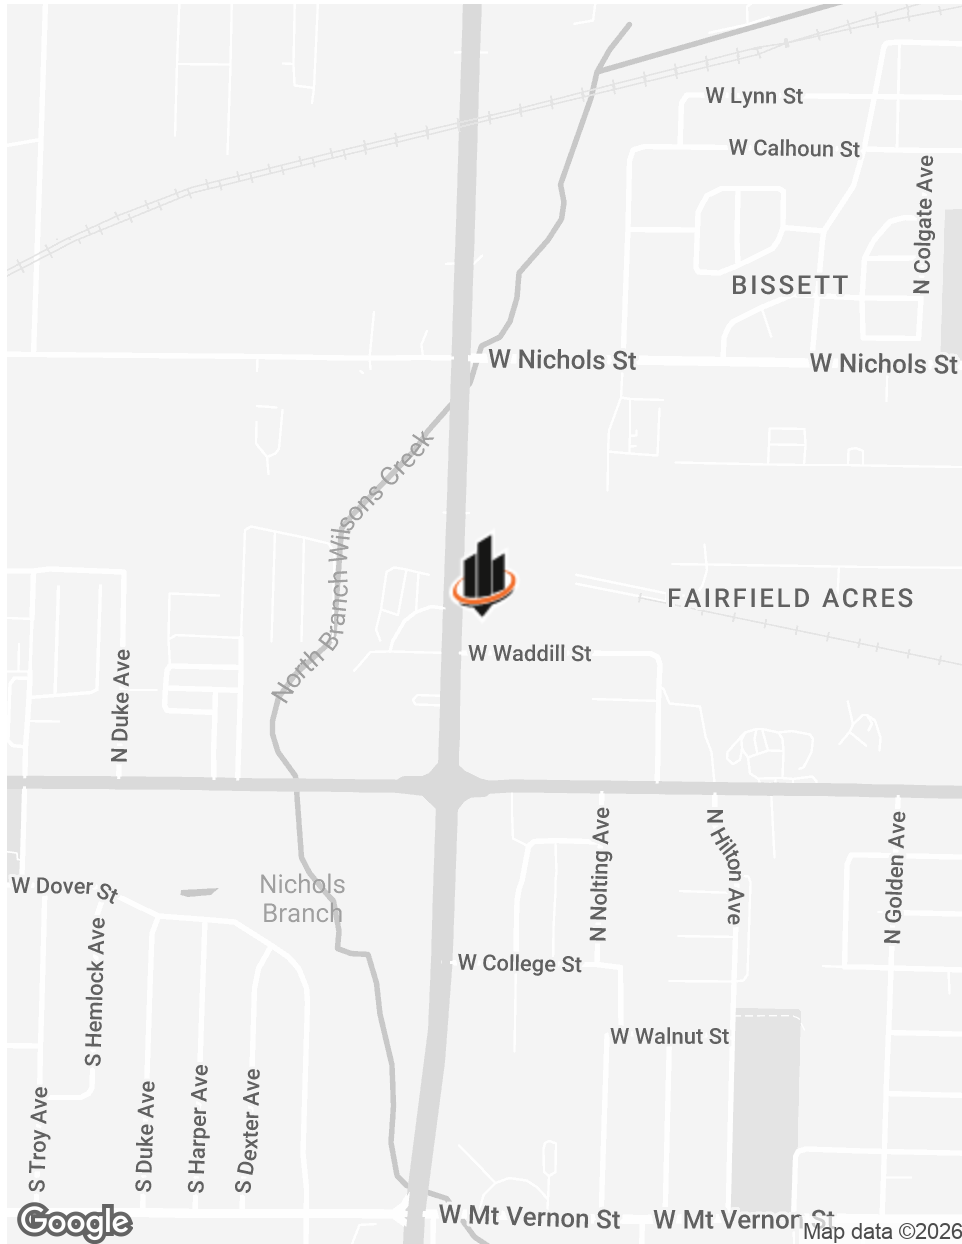 W Lynn St
W Calhoun St
N Colgate Ave
BISSETT
W Nichols St
W Nichols St
North Branch Wilsons Creek
FAIRFIELD ACRES
W Waddill St
N Duke Ave
N Nolting Ave
N Hilton Ave
N Golden Ave
W Dover St
Nichols
Branch
S Hemlock Ave
W College St
W Walnut St
S Troy Ave
S Duke Ave
S Harper Ave
S Dexter Ave
W Mt Vernon St
W Mt Vernon St
Google
Map data ©2026